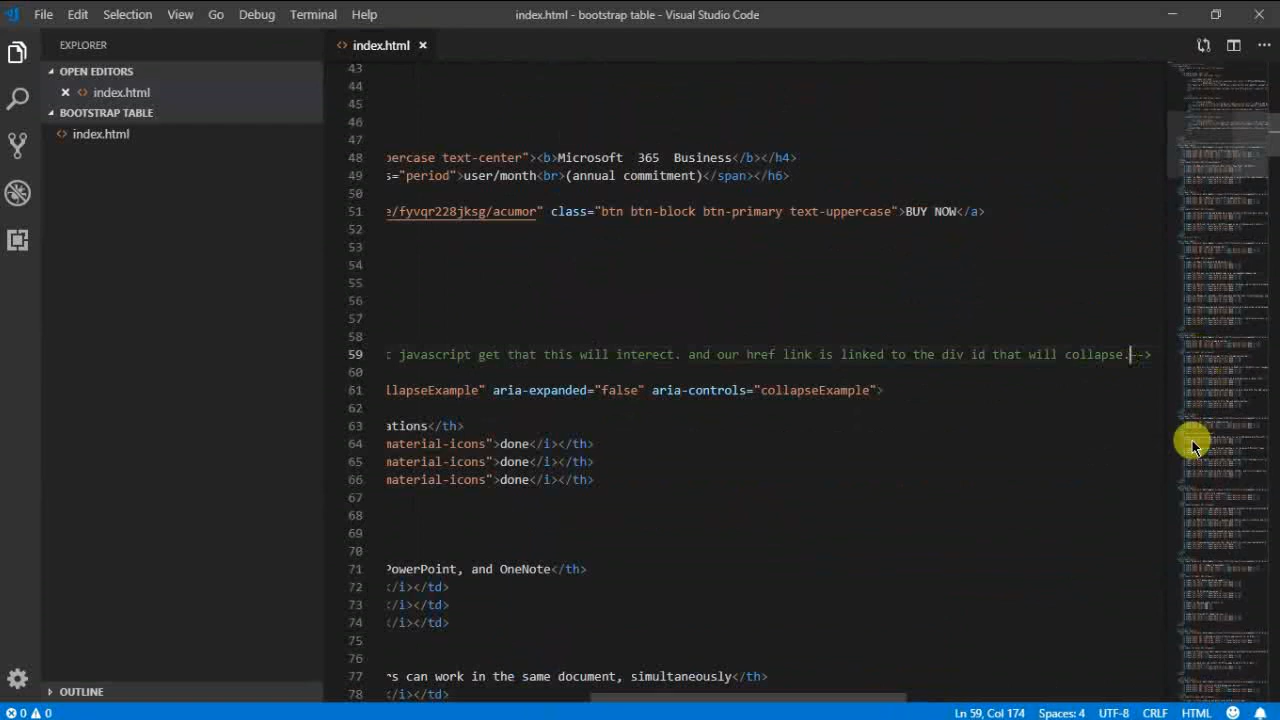 File Edit Selection View Go Debug Terminal Help index.html - bootstrap table - Visual Studio Code
EXPLORER
OPEN EDITORS
index.html
BOOTSTRAP TABLE
index.html
OUTLINE
index.html
43
44
45
46
47
48 percase text-center"><b>Microsoft  365  Business</b></h4>
49 s="period">user/month<br>(annual commitment)</span></h6>
50
51 e/fyvqr228jksg/acumor" class="btn btn-block btn-primary text-uppercase">BUY NOW</a>
52
53
54
55
56
57
58
59 t javascript get that this will interect. and our href link is linked to the div id that will collapse.-->
60
61 llapseExample" aria-expanded="false" aria-controls="collapseExample">
62
63 ations</th>
64 material-icons">done</i></th>
65 material-icons">done</i></th>
66 material-icons">done</i></th>
67
68
69
70
71 PowerPoint, and OneNote</th>
72 </i></td>
73 </i></td>
74 </i></td>
75
76
77 rs can work in the same document, simultaneously</th>
78 </i></td>
0 0 Ln 59, Col 174 Spaces: 4 UTF-8 CRLF HTML